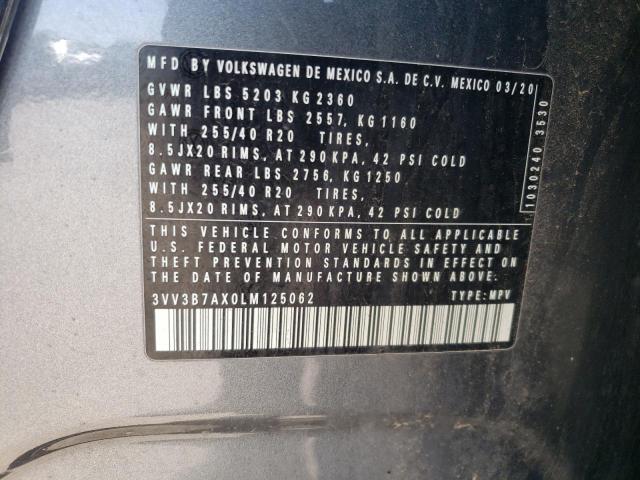 MFD BY VOLKSWAGEN DE MEXICO S.A. DE C.V. MEXICO 03/20
GVWR LBS 5203 KG 2360
GAWR FRONT LBS 2557, KG 1160
WITH 255/40 R20 TIRES,
8.5JX20 RIMS, AT 290 KPA, 42 PSI COLD
GAWR REAR LBS 2756, KG 1250
WITH 255/40 R20 TIRES,
8.5JX20 RIMS, AT 290 KPA, 42 PSI COLD
THIS VEHICLE CONFORMS TO ALL APPLICABLE
U.S. FEDERAL MOTOR VEHICLE SAFETY AND
THEFT PREVENTION STANDARDS IN EFFECT ON
THE DATE OF MANUFACTURE SHOWN ABOVE
3VV3B7AX0LM125062 TYPE: MPV
1030240 3530